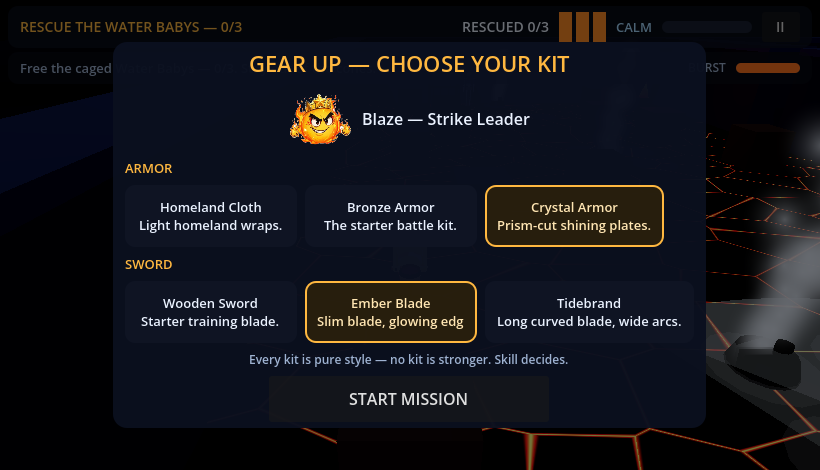 RESCUE THE WATER BABYS — 0/3
RESCUED 0/3
CALM
II
Free the caged
RST
GEAR UP — CHOOSE YOUR KIT
Blaze — Strike Leader
ARMOR
Homeland Cloth
Light homeland wraps.
Bronze Armor
The starter battle kit.
Crystal Armor
Prism-cut shining plates.
SWORD
Wooden Sword
Starter training blade.
Ember Blade
Slim blade, glowing edg
Tidebrand
Long curved blade, wide arcs.
Every kit is pure style — no kit is stronger. Skill decides.
START MISSION